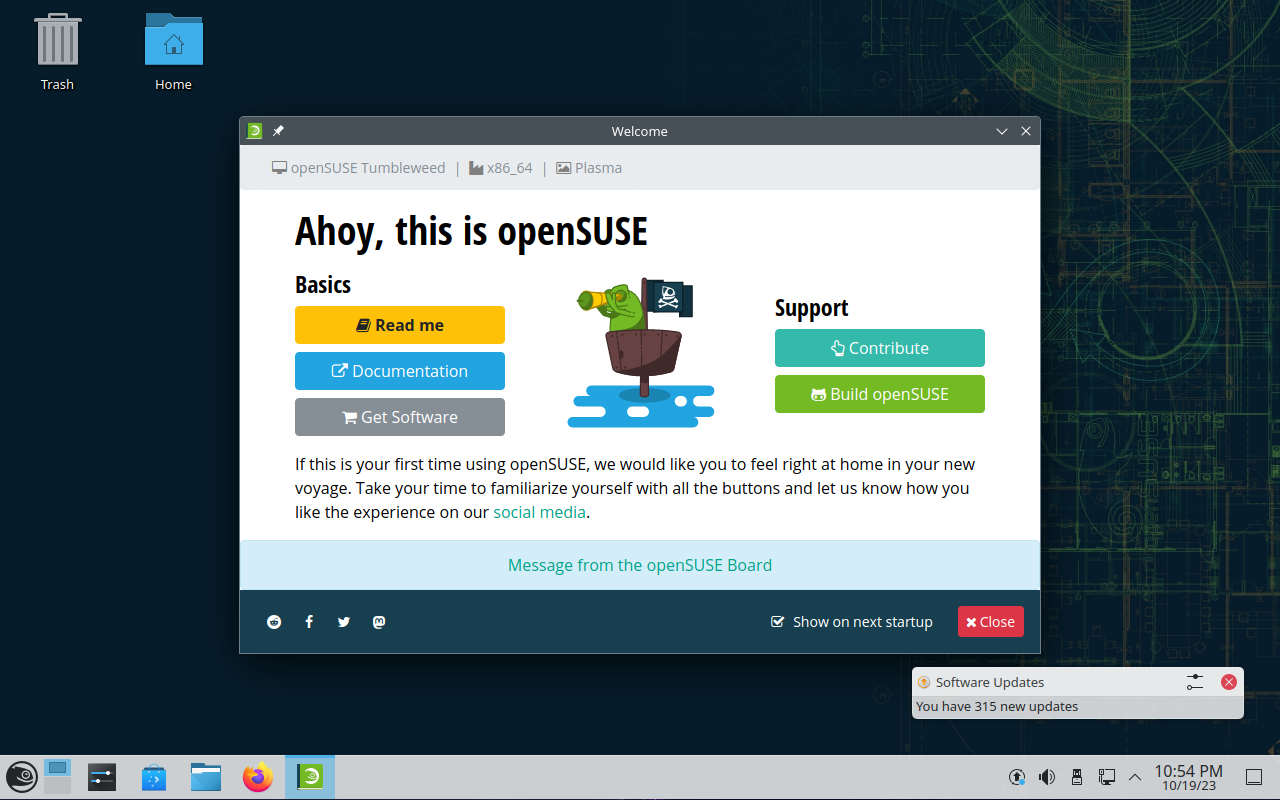 Trash
Home
Welcome
openSUSE Tumbleweed | x86_64 | Plasma
Ahoy, this is openSUSE
Basics
Read me
Documentation
Get Software
Support
Contribute
Build openSUSE
If this is your first time using openSUSE, we would like you to feel right at home in your new
voyage. Take your time to familiarize yourself with all the buttons and let us know how you
like the experience on our social media.
Message from the openSUSE Board
Show on next startup
Close
Software Updates
You have 315 new updates
10:54 PM
10/19/23